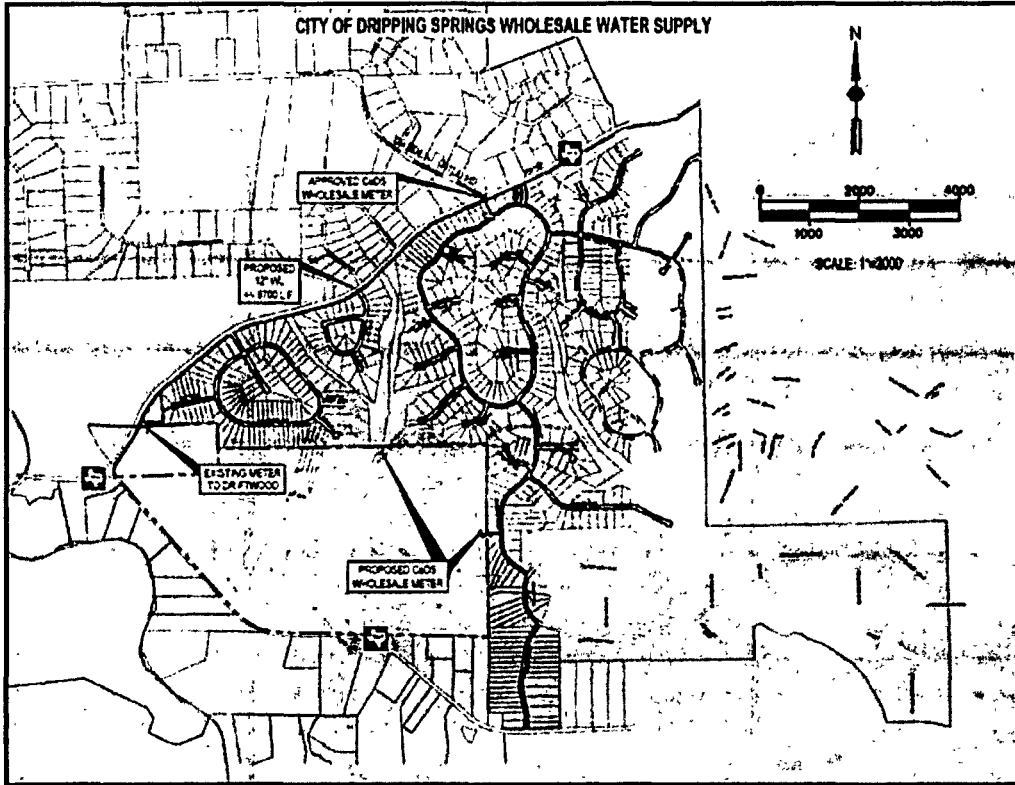 CITY OF DRIPPING SPRINGS WHOLESALE WATER SUPPLY
N
APPROVED CoDS
WHOLESALE METER
0 2000 4000
1000 3000
SCALE: 1"=2000'
PROPOSED
12" WL
EXISTING METER
TO DRIFTWOOD
PROPOSED CoDS
WHOLESALE METER